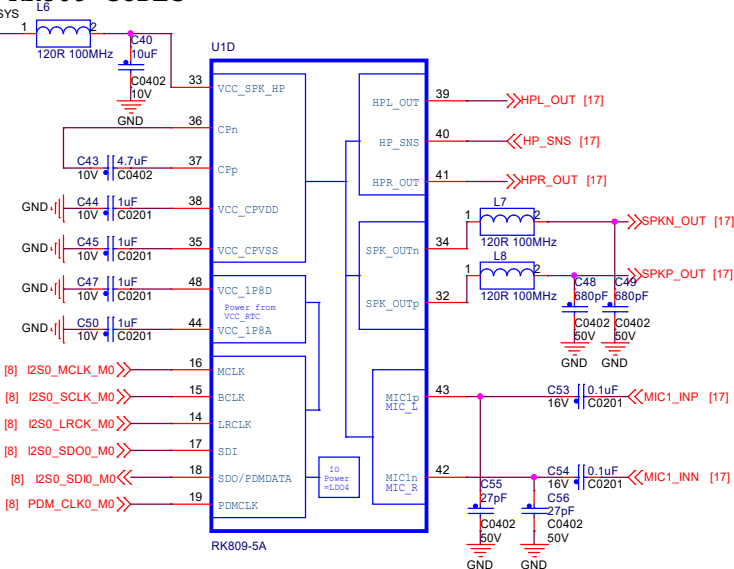 SYS
L6
1
2
120R 100MHz
C40
10uF
C0402
10V
GND
U1D
33
VCC_SPK_HP
36
CPn
C43
4.7uF
10V
C0402
37
CPp
GND
C44
1uF
10V
C0201
38
VCC_CPVDD
GND
C45
1uF
10V
C0201
35
VCC_CPVSS
GND
C47
1uF
10V
C0201
48
VCC_1P8D
Power from
VCC_RTC
GND
C50
1uF
10V
C0201
44
VCC_1P8A
[8] I2S0_MCLK_M0
16
MCLK
[8] I2S0_SCLK_M0
15
BCLK
[8] I2S0_LRCK_M0
14
LRCLK
[8] I2S0_SDO0_M0
17
SDI
[8] I2S0_SDI0_M0
18
SDO/PDMDATA
[8] PDM_CLK0_M0
19
PDMCLK
IO
Power
=LDO4
RK809-5A
HPL_OUT
39
HPL_OUT [17]
HP_SNS
40
HP_SNS [17]
HPR_OUT
41
HPR_OUT [17]
L7
1
2
120R 100MHz
SPKN_OUT [17]
SPK_OUTn
34
L8
1
2
120R 100MHz
SPKP_OUT [17]
SPK_OUTp
32
C48
680pF
C0402
50V
GND
C49
680pF
C0402
50V
GND
MIC1p
MIC_L
43
C53
0.1uF
16V
C0201
MIC1_INP [17]
MIC1n
MIC_R
42
C54
0.1uF
16V
C0201
MIC1_INN [17]
C55
27pF
C0402
50V
GND
C56
27pF
C0402
50V
GND